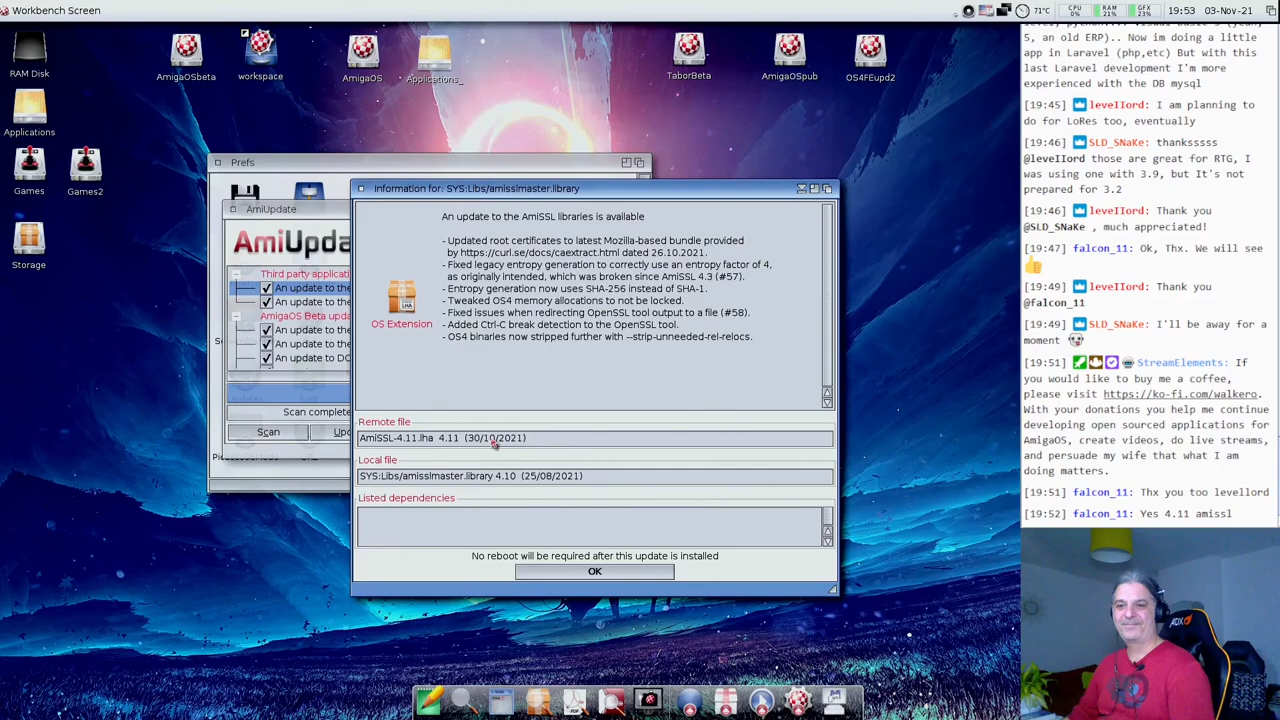 Workbench Screen
71°C
CPU
0%
RAM
21%
GFX
23%
19:53 03-Nov-21
RAM Disk
Applications
Games
Games2
Storage
AmigaOSbeta
workspace
AmigaOS
Applications
TaborBeta
AmigaOSpub
OS4FEupd2
Prefs
AmiUpdate
AmiUpda
Third party applicati
An update to the
An update to the
AmigaOS Beta upda
An update to the
An update to the
An update to DO
Scan complete
Scan
Information for: SYS:Libs/amisslmaster.library
OS Extension
An update to the AmiSSL libraries is available
- Updated root certificates to latest Mozilla-based bundle provided
by https://curl.se/docs/caextract.html dated 26.10.2021.
- Fixed legacy entropy generation to correctly use an entropy factor of 4,
as originally intended, which was broken since AmiSSL 4.3 (#57).
- Entropy generation now uses SHA-256 instead of SHA-1.
- Tweaked OS4 memory allocations to not be locked.
- Fixed issues when redirecting OpenSSL tool output to a file (#58).
- Added Ctrl-C break detection to the OpenSSL tool.
- OS4 binaries now stripped further with --strip-unneeded-rel-relocs.
Remote file
AmiSSL-4.11.lha 4.11 (30/10/2021)
Local file
SYS:Libs/amisslmaster.library 4.10 (25/08/2021)
Listed dependencies
No reboot will be required after this update is installed
OK
5, an old ERP).. Now im doing a little
app in Laravel (php,etc) But with this
last Laravel development I'm more
experienced with the DB mysql
[19:45] leveIIord: I am planning to
do for LoRes too, eventually
[19:46] SLD_SNaKe: thanksssss
@leveIIord those are great for RTG, I
was using one with 3.9, but It's not
prepared for 3.2
[19:46] leveIIord: Thank you
@SLD_SNaKe , much appreciated!
[19:47] falcon_11: Ok, Thx. We will see
[19:49] leveIIord: Thank you
@falcon_11
[19:49] SLD_SNaKe: I'll be away for a
moment
[19:51] StreamElements: If
you would like to buy me a coffee,
please visit https://ko-fi.com/walkero.
With your donations you help me continue
developing open sourced applications for
AmigaOS, create videos, do live streams,
and persuade my wife that what I am
doing matters.
[19:51] falcon_11: Thx you too levellord
[19:52] falcon_11: Yes 4.11 amissl